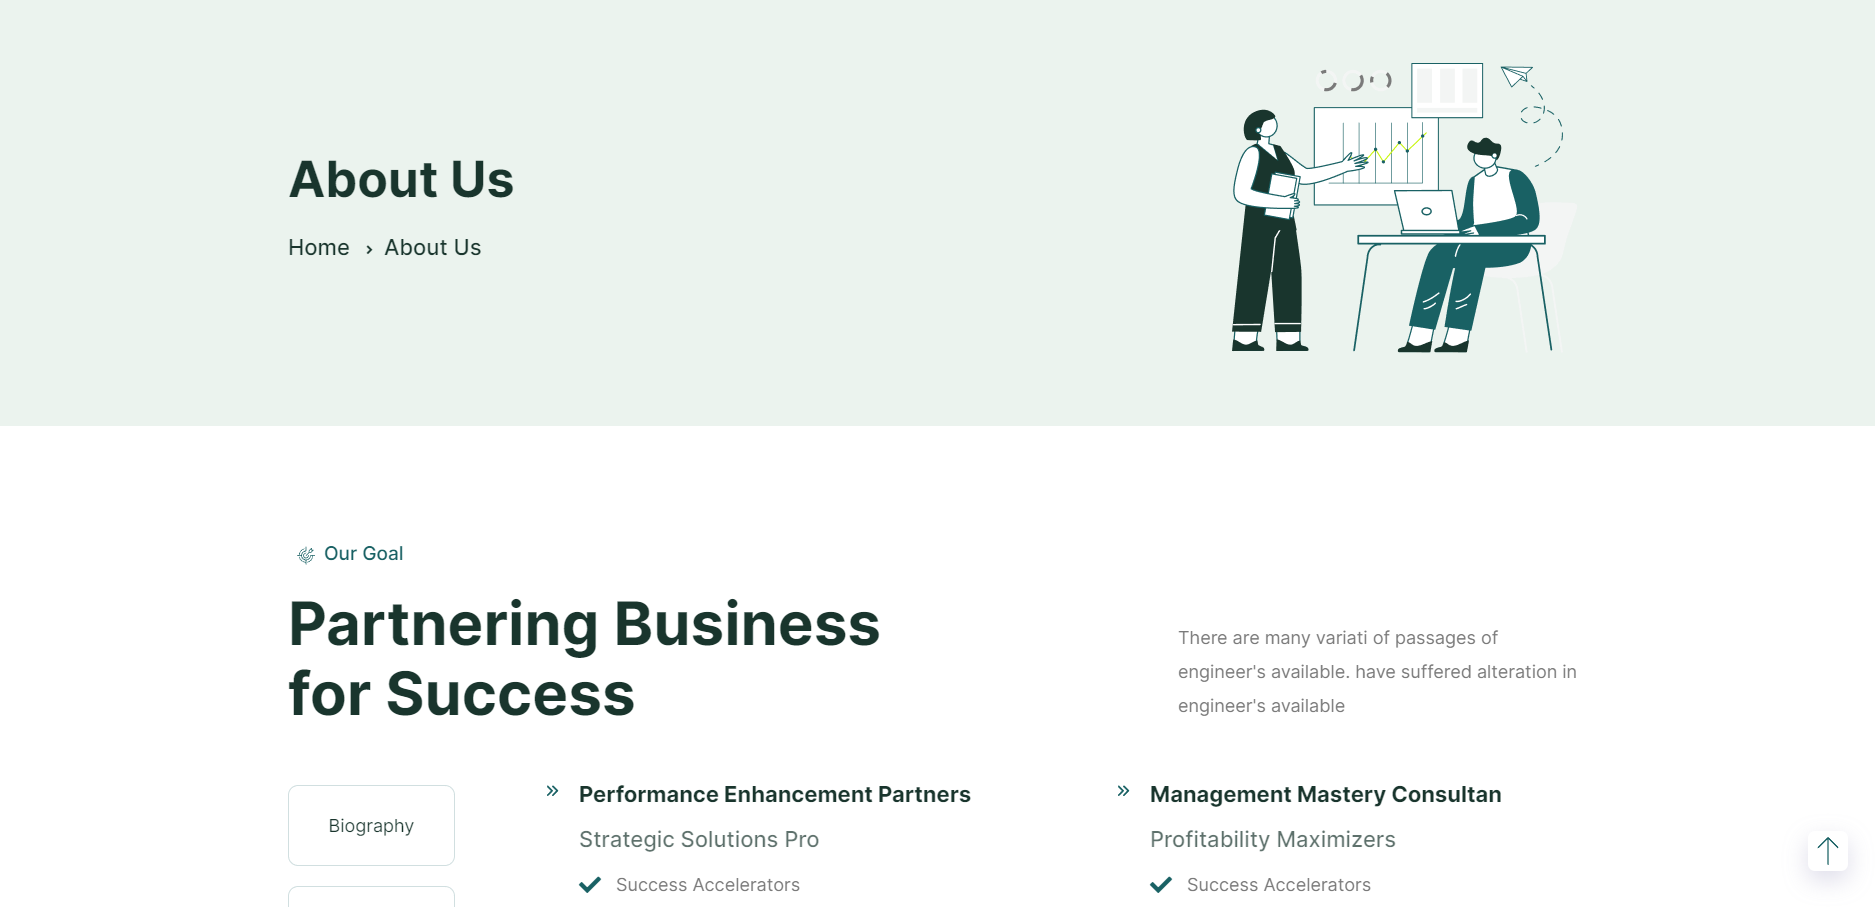 About Us
Home › About Us
Our Goal
Partnering Business
for Success
There are many variati of passages of
engineer's available. have suffered alteration in
engineer's available
Biography
Performance Enhancement Partners
Strategic Solutions Pro
Success Accelerators
Management Mastery Consultan
Profitability Maximizers
Success Accelerators